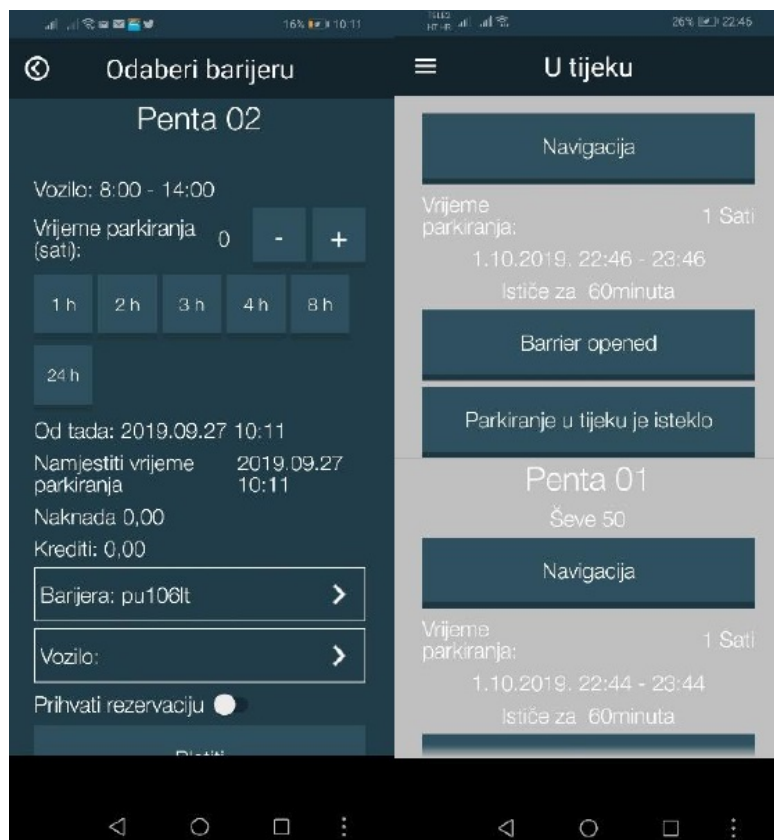 16% 10:11
Odaberi barijeru
Penta 02
Vozilo: 8:00 - 14:00
Vrijeme parkiranja
(sati):
0
-
+
1 h
2 h
3 h
4 h
8 h
24 h
Od tada: 2019.09.27 10:11
Namjestiti vrijeme
parkiranja
2019.09.27
10:11
Naknada 0,00
Krediti: 0,00
Barijera: pu106lt
Vozilo:
Prihvati rezervaciju
TELE2
HT HR
26% 22:46
U tijeku
Navigacija
Vrijeme
parkiranja:
1 Sati
1.10.2019. 22:46 - 23:46
Ističe za 60minuta
Barrier opened
Parkiranje u tijeku je isteklo
Penta 01
Ševe 50
Navigacija
Vrijeme
parkiranja:
1 Sati
1.10.2019. 22:44 - 23:44
Ističe za 60minuta